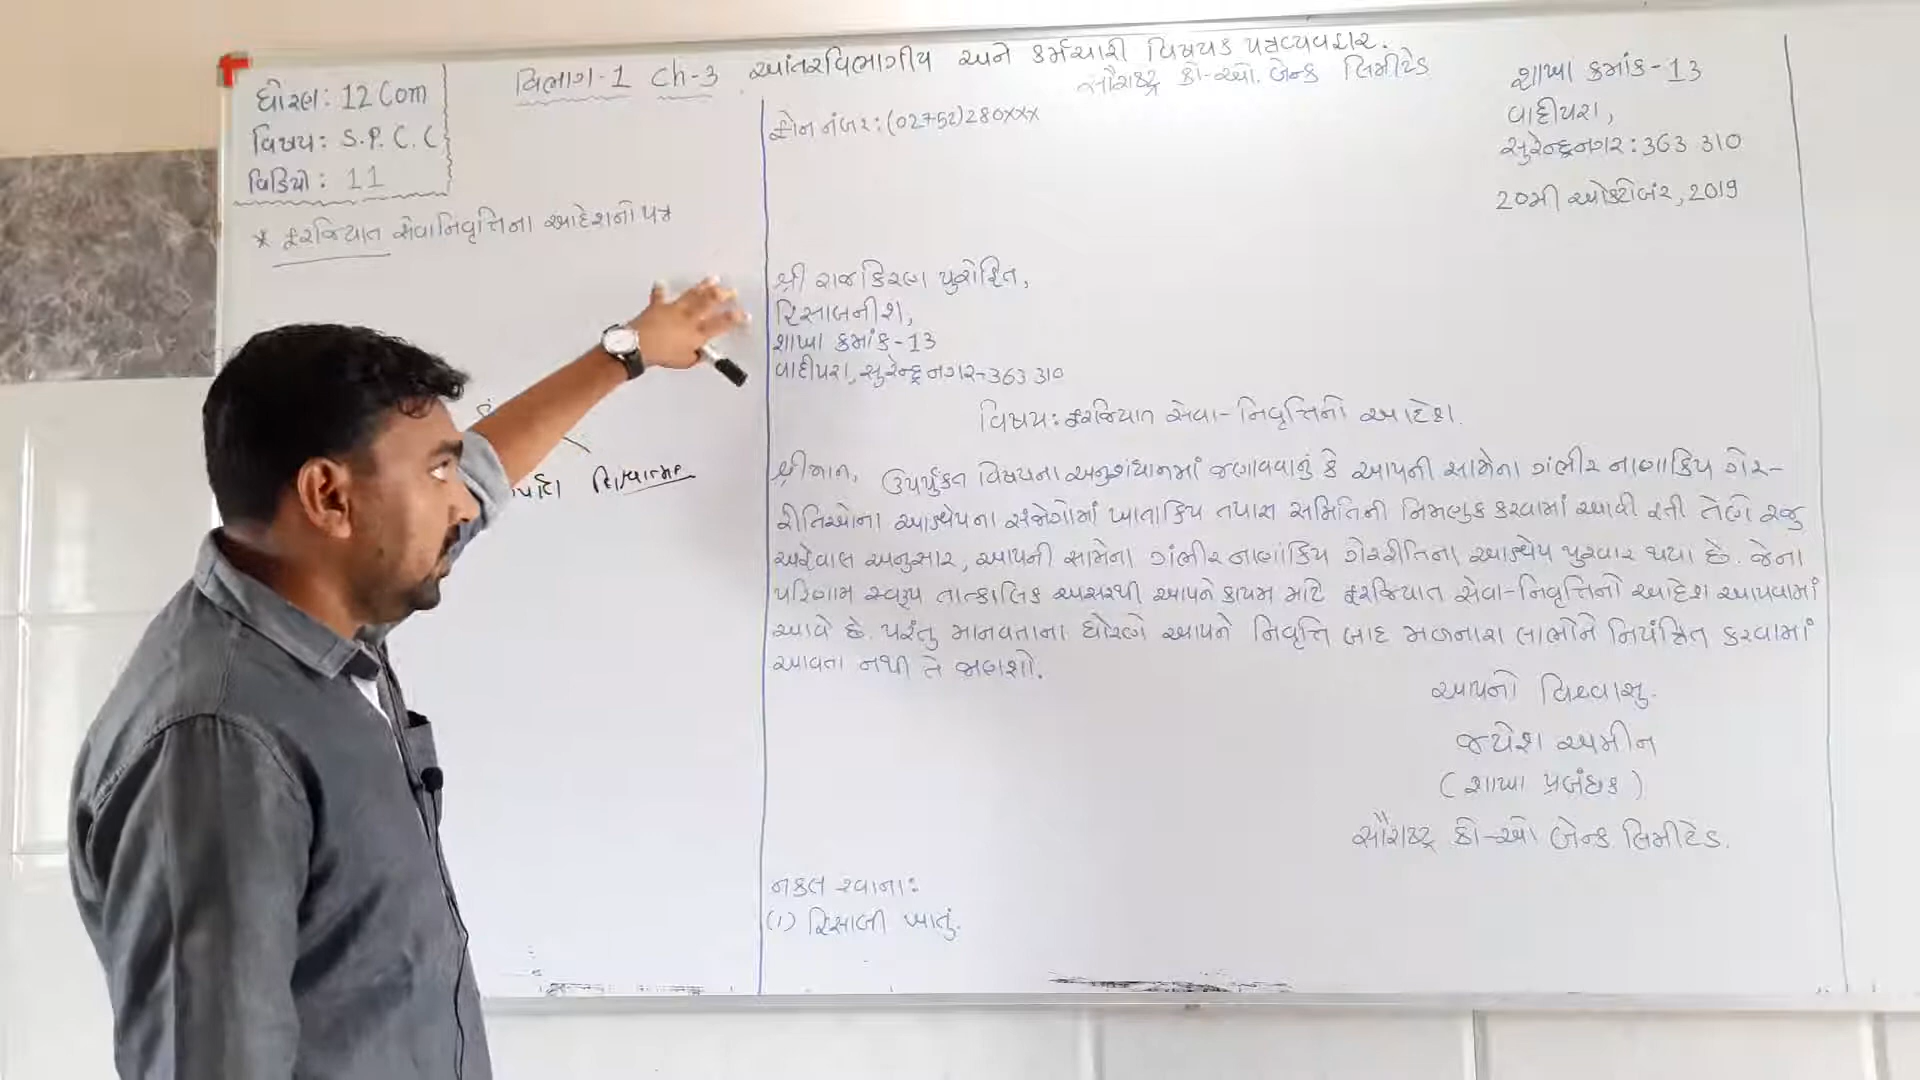 ધોરણ: 12 Com
વિષય: S.P.C.C
વિડિયો: 11
વિભાગ-1 Ch-3 આંતરવિભાગીય અને કર્મચારી વિષયક પત્રવ્યવહાર.
* ફરજિયાત સેવાનિવૃત્તિના આદેશનો પત્ર
સૌરાષ્ટ્ર કો-ઓ. બેન્ક લિમીટેડ
ફોન નંબર: (02752) 280xxx
શાખા ક્રમાંક-13
વાદીપરા,
સુરેન્દ્રનગર: 363 310
20મી ઓક્ટોબર, 2019
શ્રી રાજકિરણ પુરોહિત,
હિસાબનીશ,
શાખા ક્રમાંક-13
વાદીપરા, સુરેન્દ્રનગર-363 310
વિષય: ફરજિયાત સેવા-નિવૃત્તિનો આદેશ.
શ્રીમાન, ઉપર્યુક્ત વિષયના અનુસંધાનમાં જણાવવાનું કે આપની સામેના ગંભીર નાણાકિય ગેર-
રીતિઓના આક્ષેપના સંજોગોમાં ખાતાકિય તપાસ સમિતિની નિમણુક કરવામાં આવી હતી તેણે રજુ
અહેવાલ અનુસાર, આપની સામેના ગંભીર નાણાંકિય ગેરરીતિના આક્ષેપ પુરવાર થયા છે. જેના
પરિણામ સ્વરૂપ તાત્કાલિક અસરથી આપને કાયમ માટે ફરજિયાત સેવા-નિવૃત્તિનો આદેશ આપવામાં
આવે છે. પરંતુ માનવતાના ધોરણે આપને નિવૃત્તિ બાદ મળનારા લાભોને નિયંત્રિત કરવામાં
આવતા નથી તે જાણશો.
આપનો વિશ્વાસુ.
જયેશ અમીન
(શાખા પ્રબંધક)
સૌરાષ્ટ્ર કો-ઓ બેન્ક લિમીટેડ.
નકલ રવાના:
(૧) હિસાબી ખાતું.